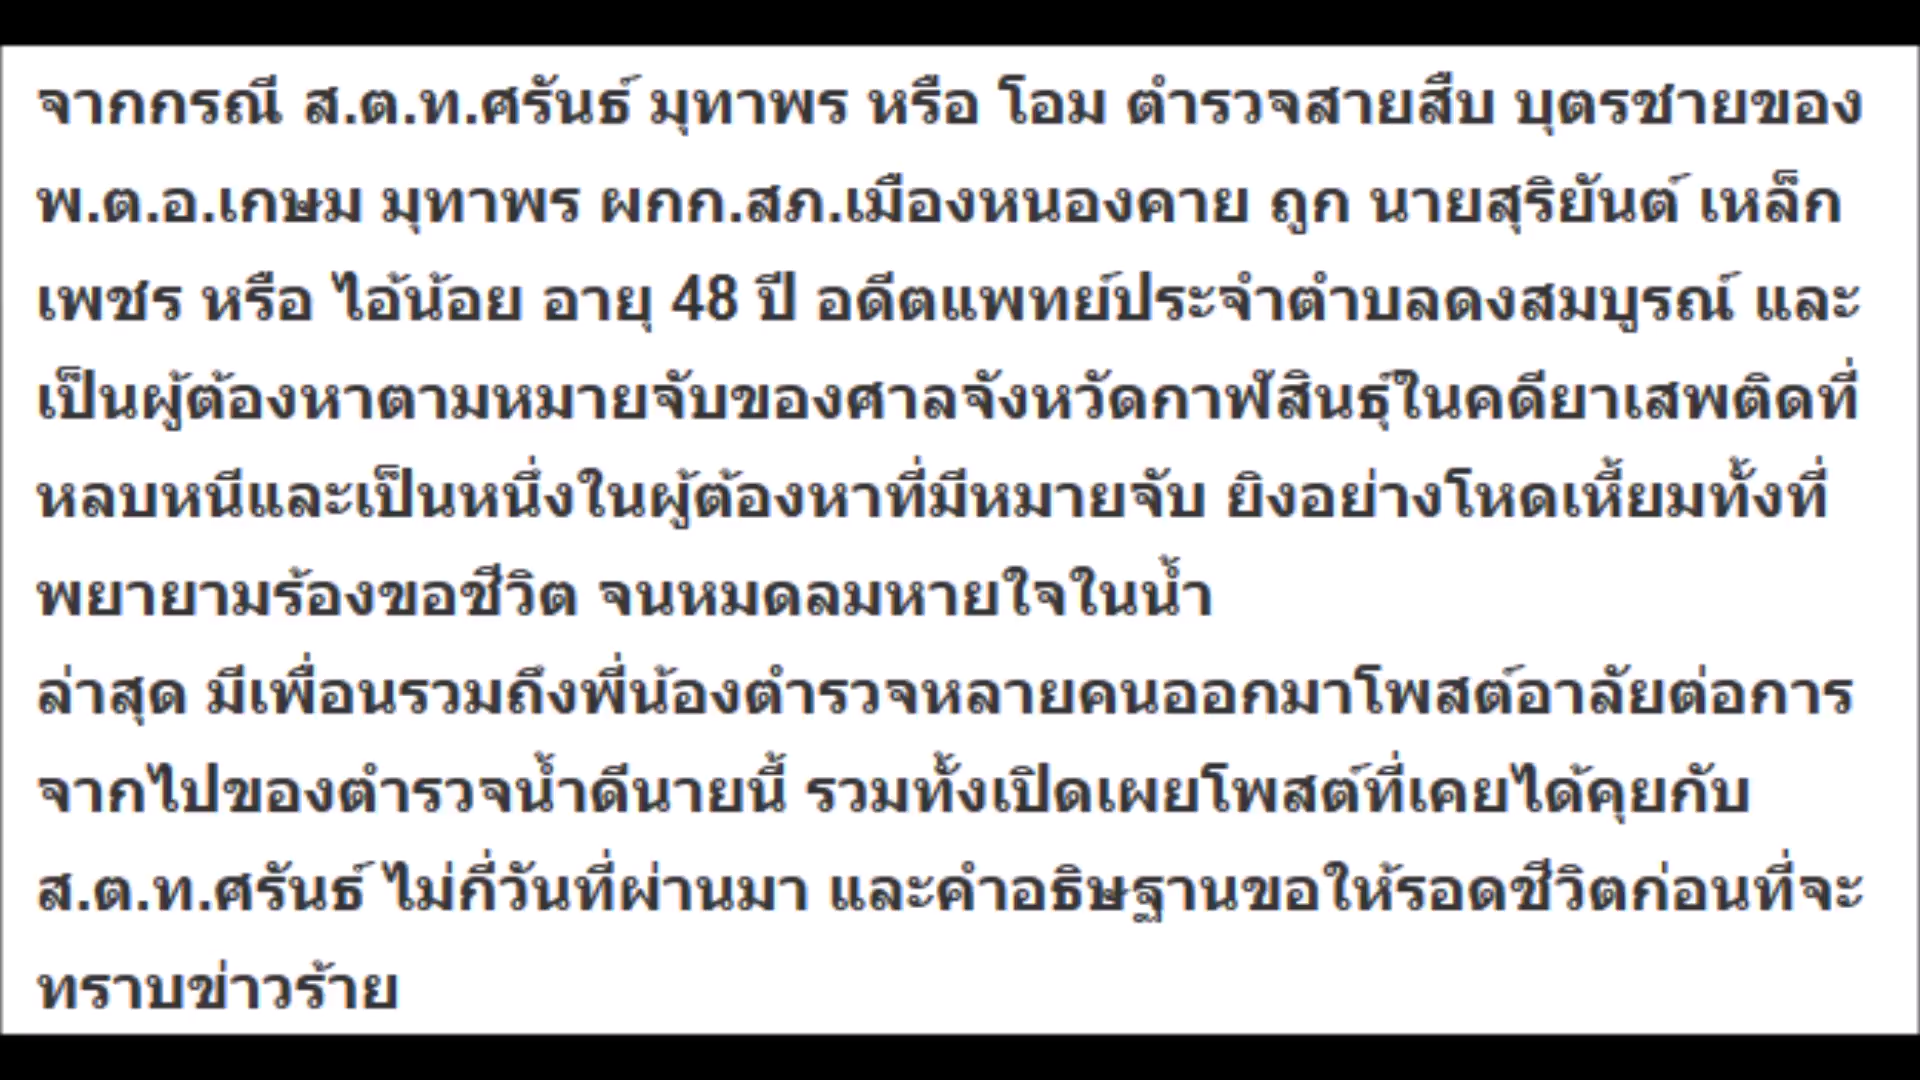 จากกรณี ส.ต.ท.ศรันธ์ มุทาพร หรือ โอม ตำรวจสายสืบ บุตรชายของ
พ.ต.อ.เกษม มุทาพร ผกก.สภ.เมืองหนองคาย ถูก นายสุริยันต์ เหล็ก
เพชร หรือ ไอ้น้อย อายุ 48 ปี อดีตแพทย์ประจำตำบลดงสมบูรณ์ และ
เป็นผู้ต้องหาตามหมายจับของศาลจังหวัดกาฬสินธุ์ในคดียาเสพติดที่
หลบหนีและเป็นหนึ่งในผู้ต้องหาที่มีหมายจับ ยิงอย่างโหดเหี้ยมทั้งที่
พยายามร้องขอชีวิต จนหมดลมหายใจในน้ำ
ล่าสุด มีเพื่อนรวมถึงพี่น้องตำรวจหลายคนออกมาโพสต์อาลัยต่อการ
จากไปของตำรวจน้ำดีนายนี้ รวมทั้งเปิดเผยโพสต์ที่เคยได้คุยกับ
ส.ต.ท.ศรันธ์ ไม่กี่วันที่ผ่านมา และคำอธิษฐานขอให้รอดชีวิตก่อนที่จะ
ทราบข่าวร้าย